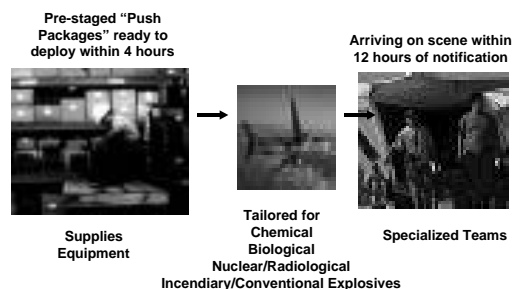 Pre-staged “Push
Packages” ready to
deploy within 4 hours
Arriving on scene within
12 hours of notification
Supplies
Equipment
Tailored for
Chemical
Biological
Nuclear/Radiological
Incendiary/Conventional Explosives
Specialized Teams